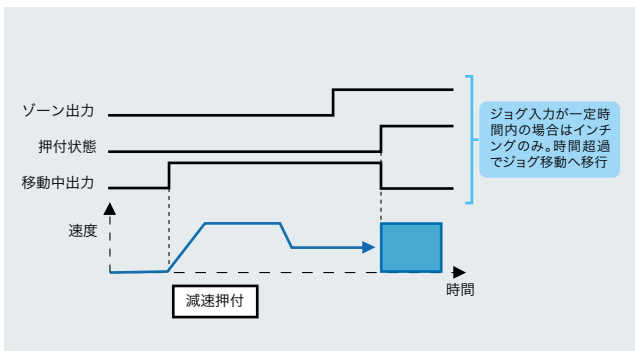 ゾーン出力
押付状態
移動中出力
速度
ジョグ入力が一定時
間内の場合はインチ
ングのみ。時間超過
でジョグ移動へ移行
時間
減速押付